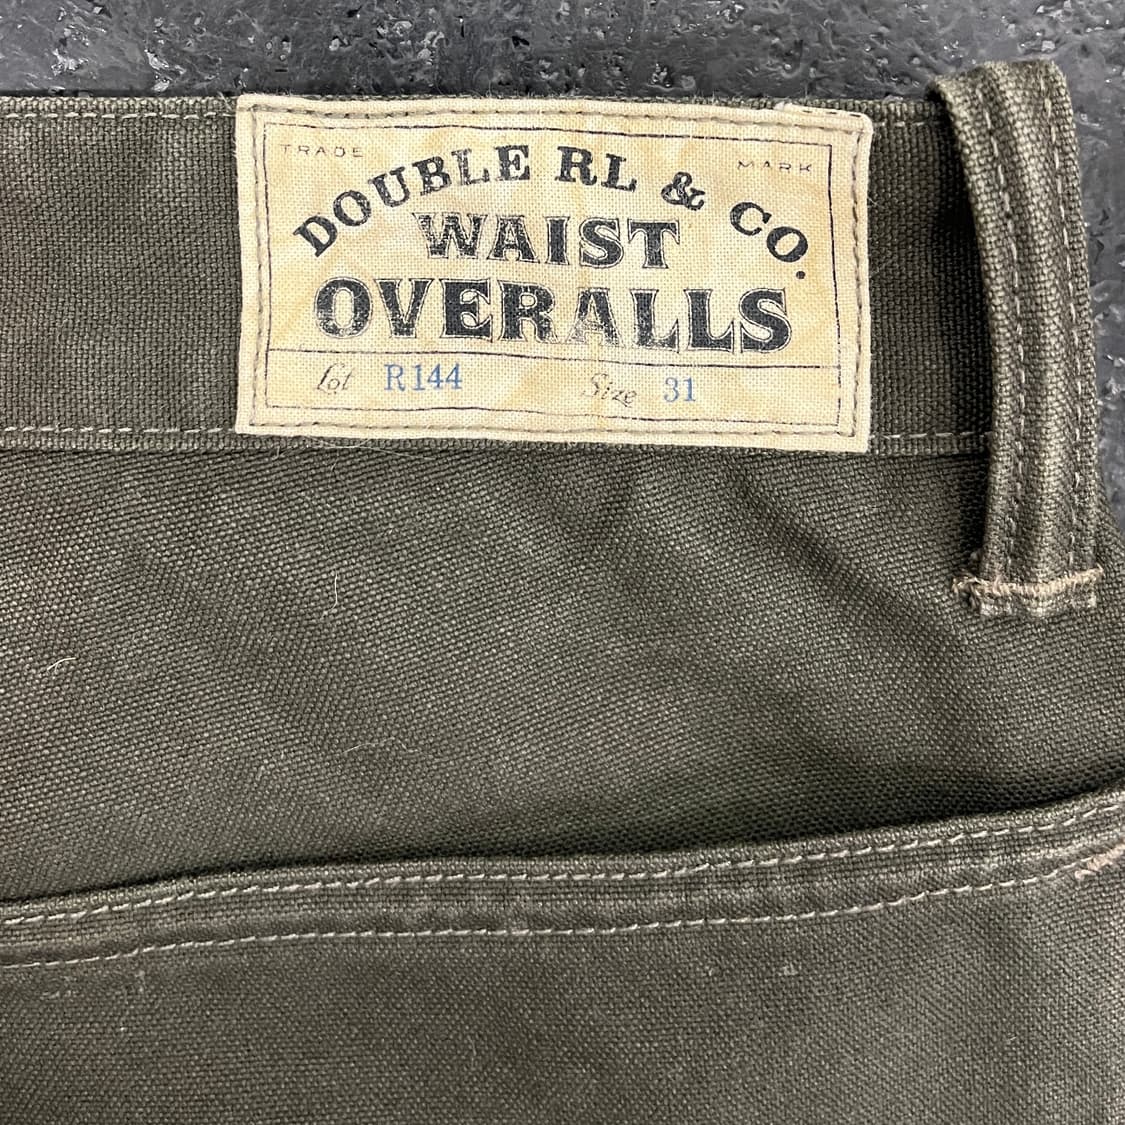 TRADE MARK
DOUBLE RL & CO.
WAIST
OVERALLS
Lot R144 Size 31